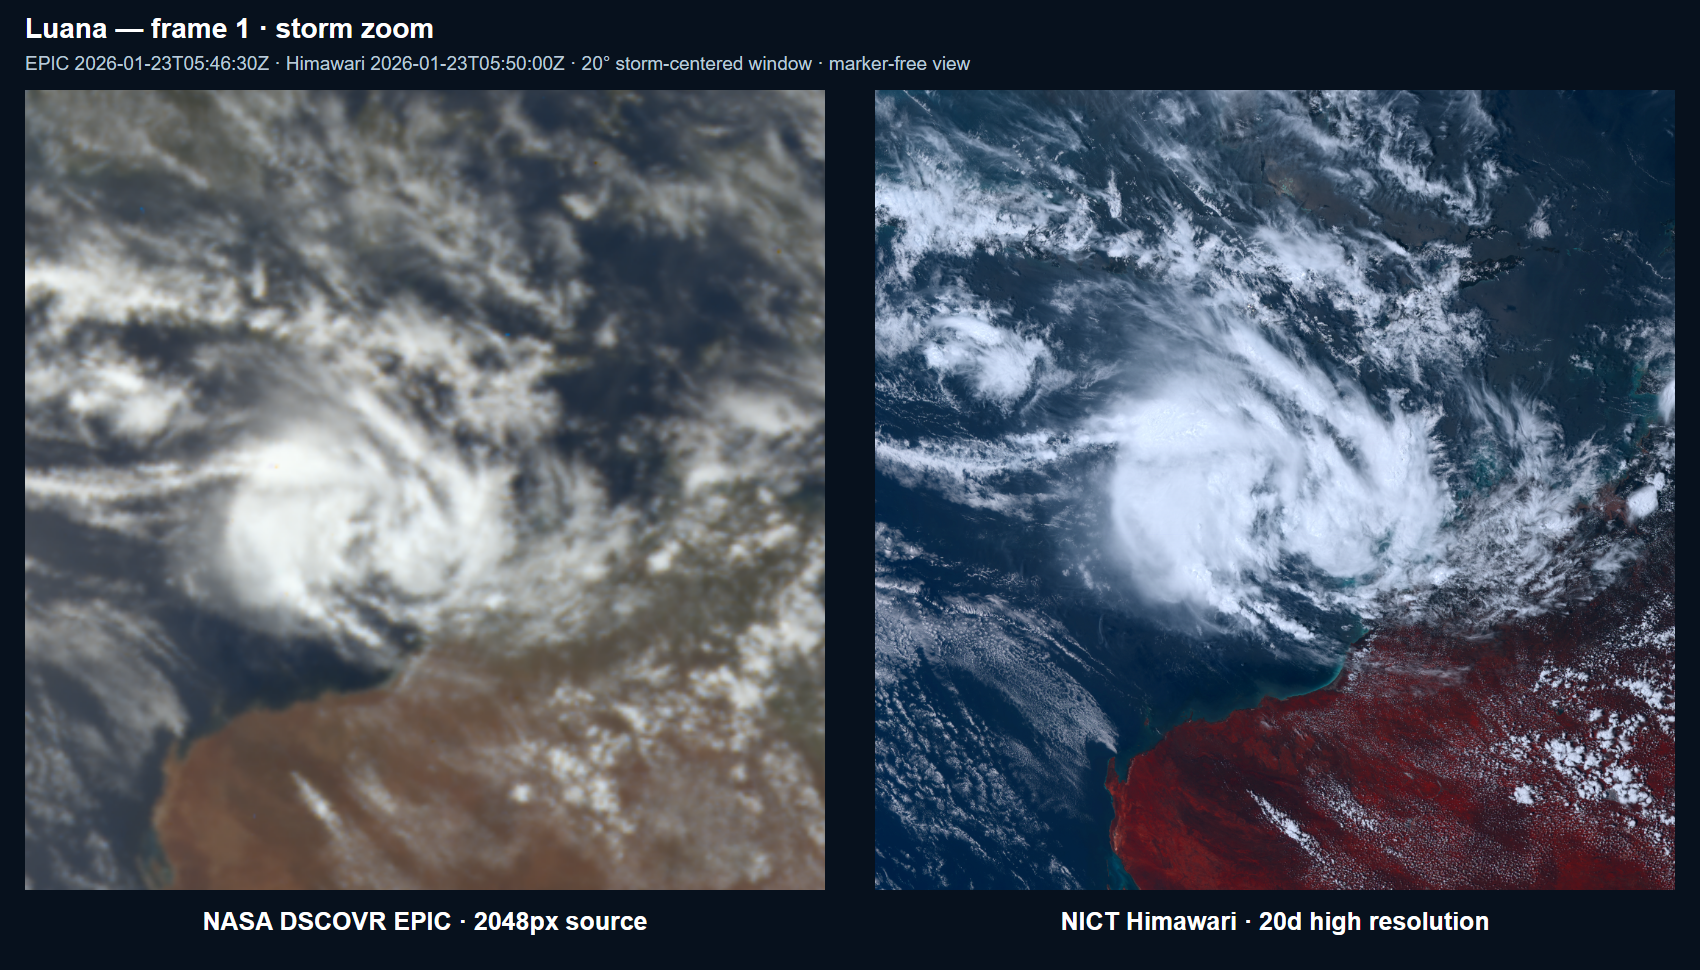 Luana — frame 1 · storm zoom
EPIC 2026-01-23T05:46:30Z · Himawari 2026-01-23T05:50:00Z · 20° storm-centered window · marker-free view
NASA DSCOVR EPIC · 2048px source
NICT Himawari · 20d high resolution